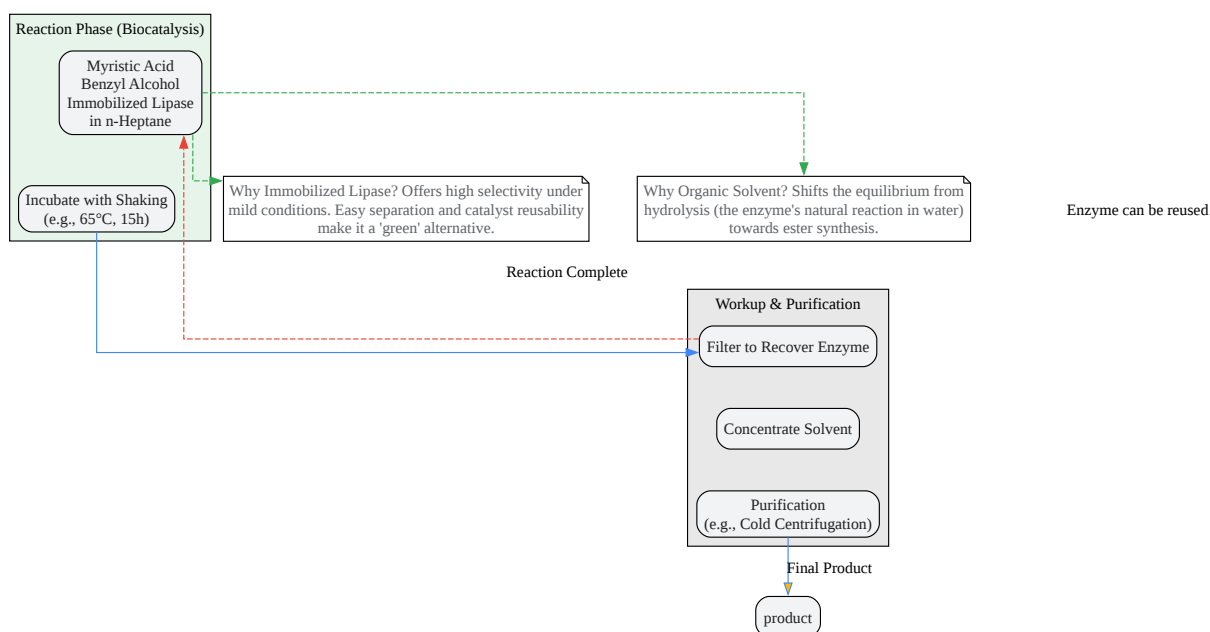 Reaction Phase (Biocatalysis)
Myristic Acid
Benzyl Alcohol
Immobilized Lipase
in n-Heptane
Incubate with Shaking
(e.g., 65°C, 15h)
Why Immobilized Lipase? Offers high selectivity under
mild conditions. Easy separation and catalyst reusability
make it a 'green' alternative.
Why Organic Solvent? Shifts the equilibrium from
hydrolysis (the enzyme's natural reaction in water)
towards ester synthesis.
Enzyme can be reused
Reaction Complete
Workup & Purification
Filter to Recover Enzyme
Concentrate Solvent
Purification
(e.g., Cold Centrifugation)
Final Product
product